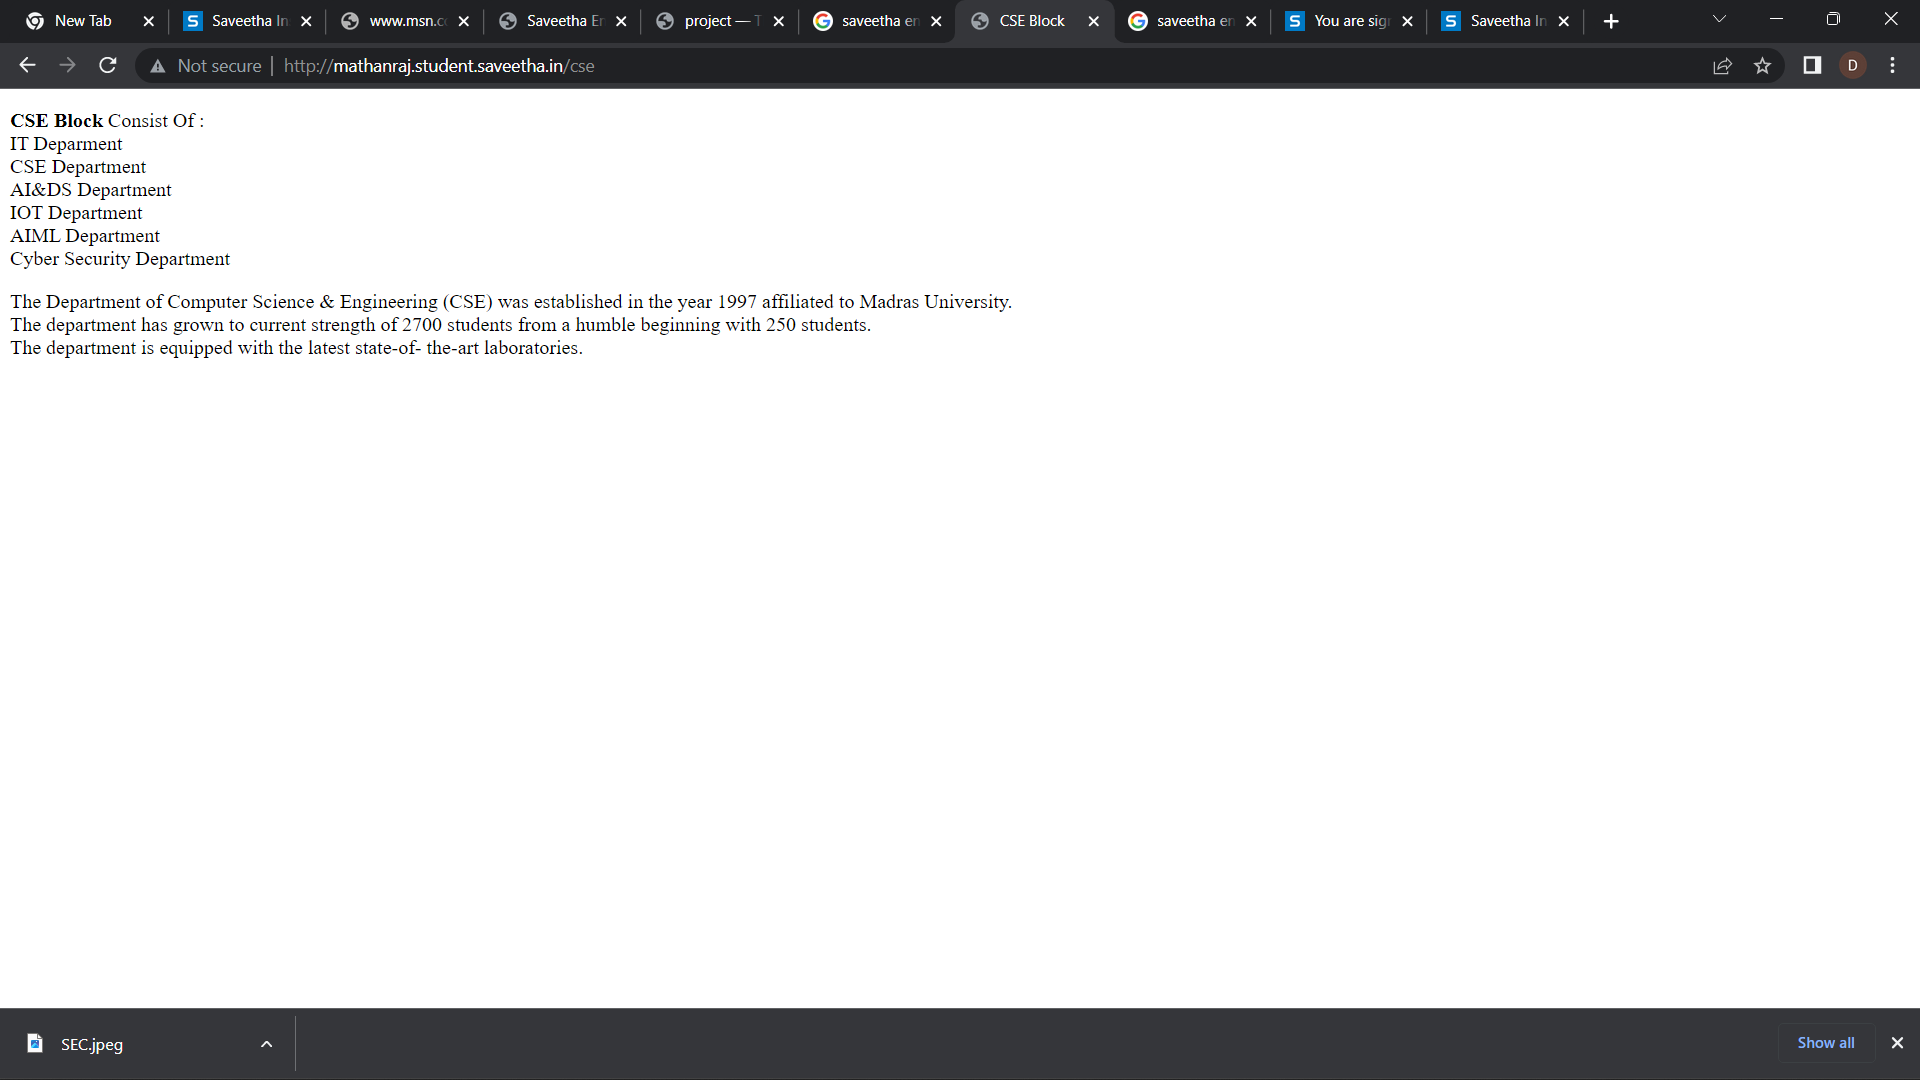 New Tab
Saveetha In
www.msn.c
Saveetha En
project — T
saveetha en
CSE Block
saveetha en
You are sig
Saveetha In
Not secure
http://mathanraj.student.saveetha.in/cse
D
CSE Block Consist Of :
IT Deparment
CSE Department
AI&DS Department
IOT Department
AIML Department
Cyber Security Department
The Department of Computer Science & Engineering (CSE) was established in the year 1997 affiliated to Madras University.
The department has grown to current strength of 2700 students from a humble beginning with 250 students.
The department is equipped with the latest state-of- the-art laboratories.
SEC.jpeg
Show all